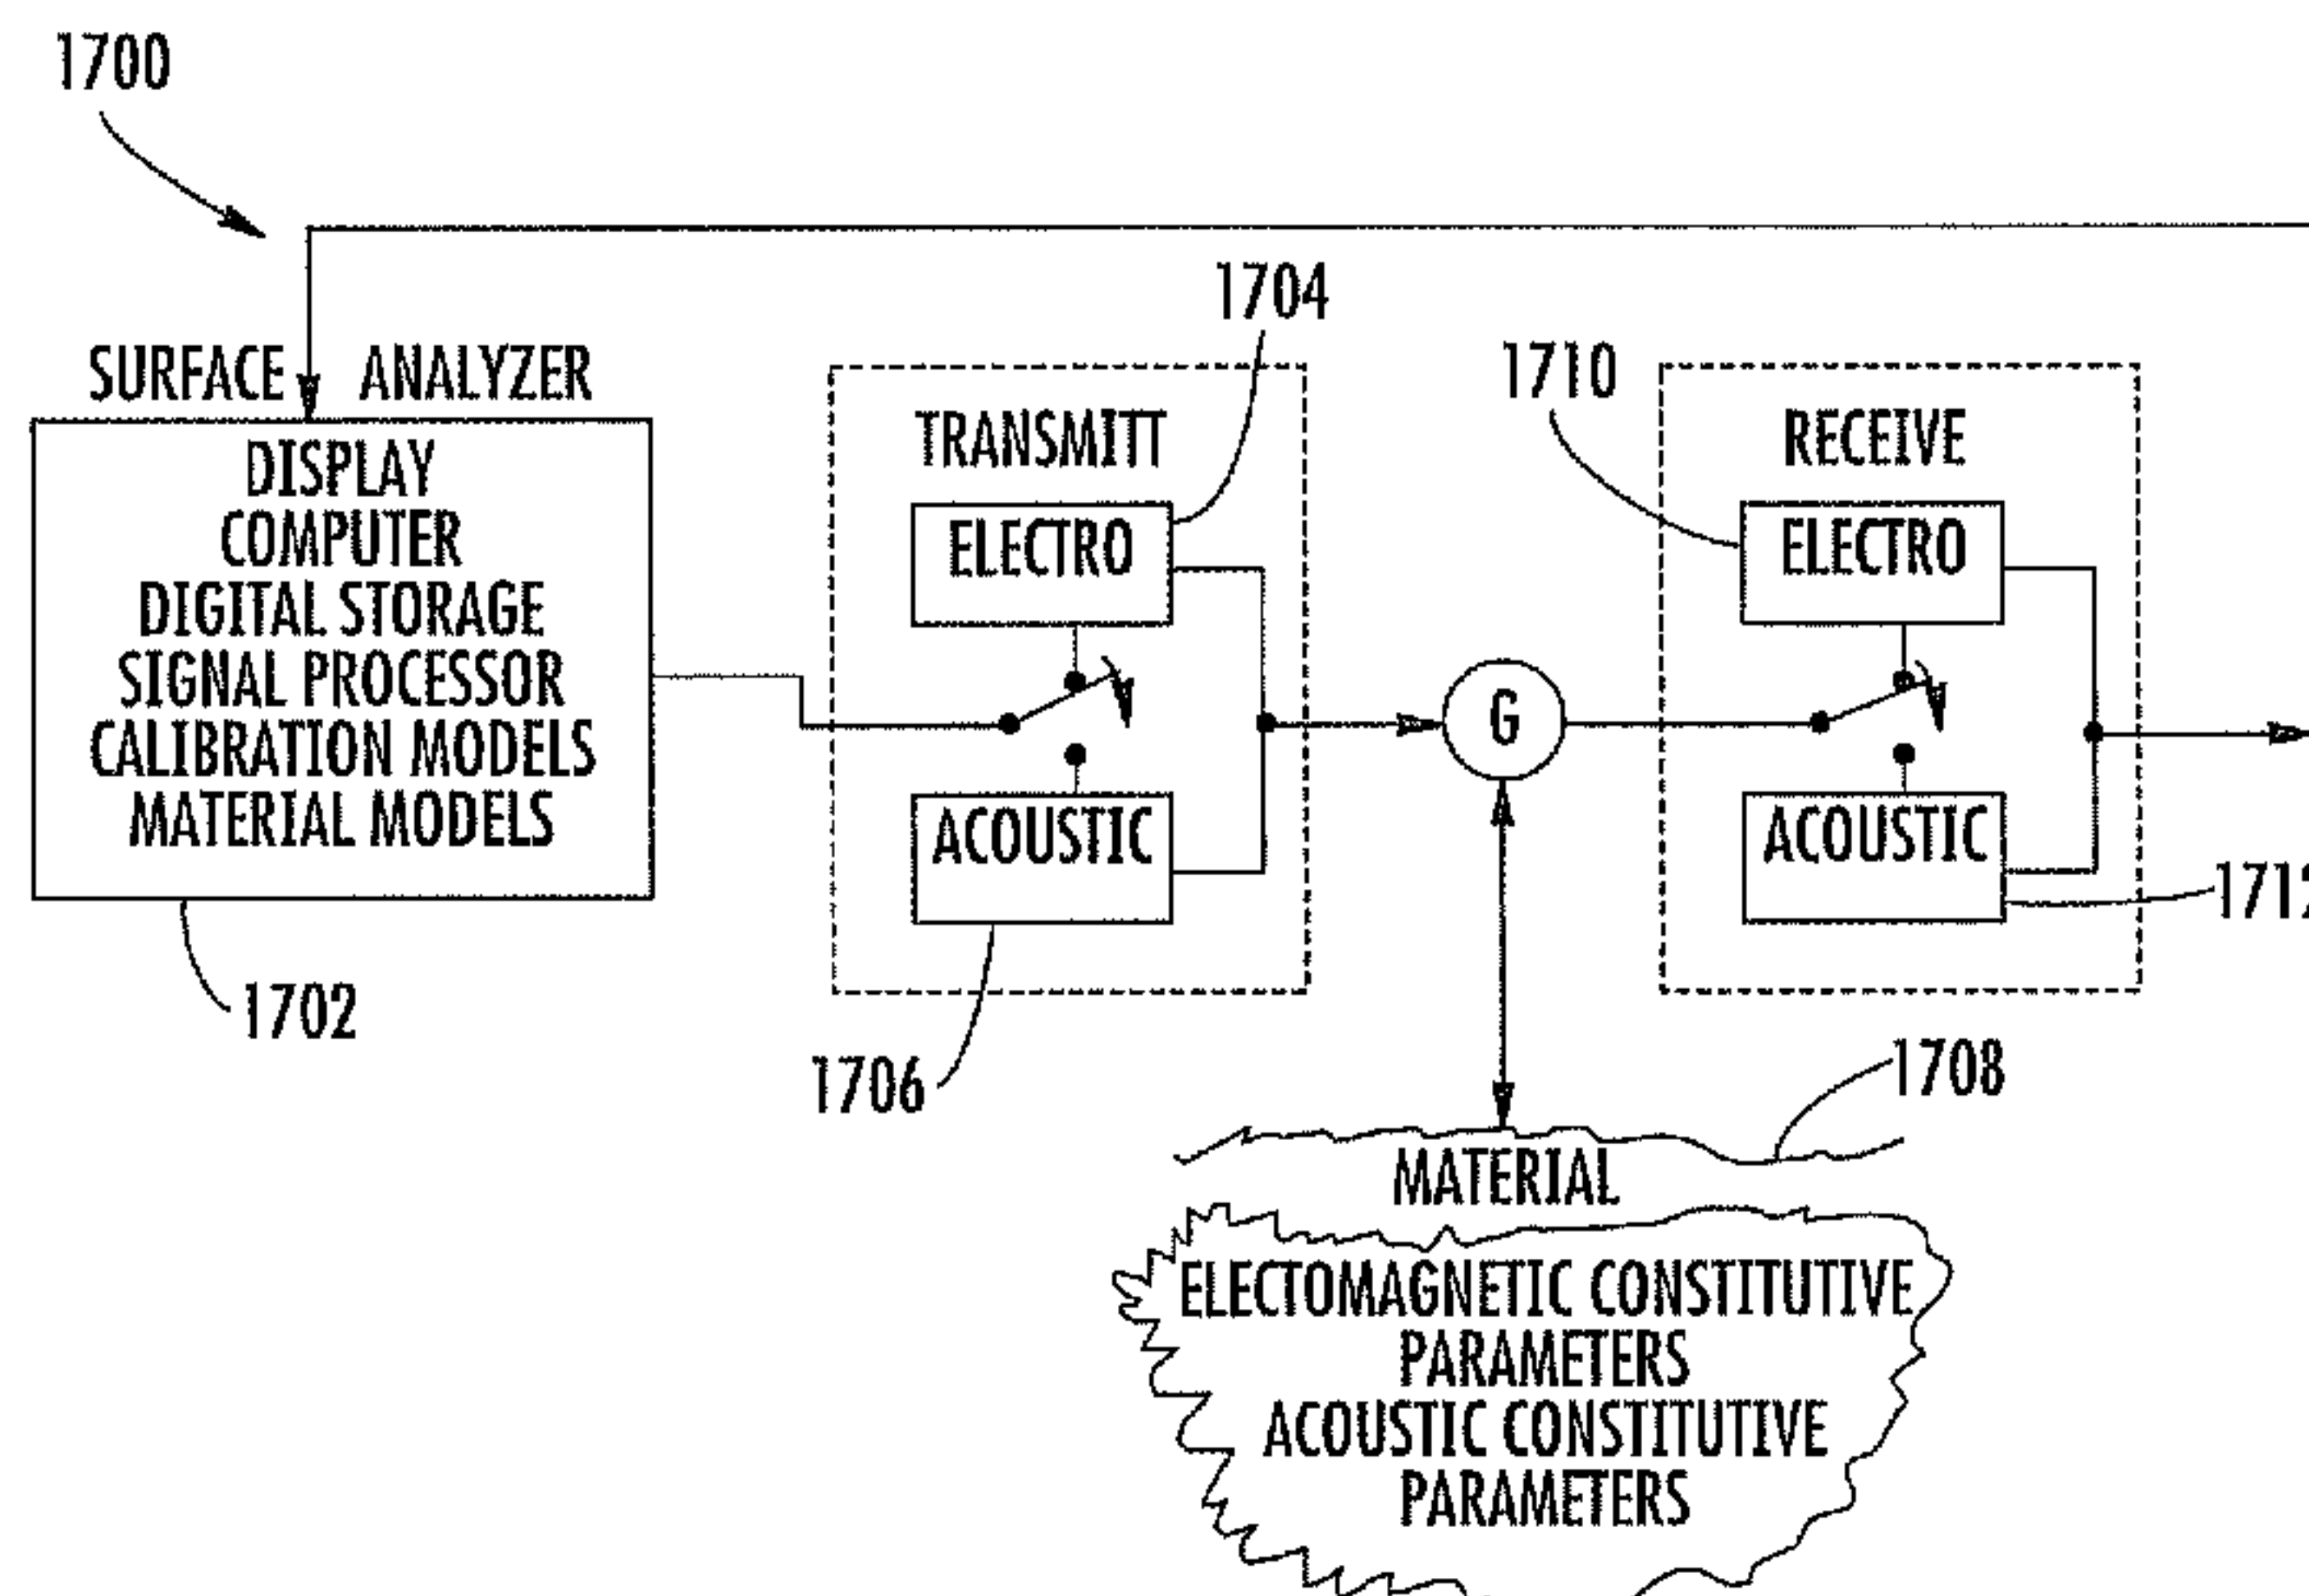 1700
1704
1710
SURFACE ANALYZER
DISPLAY
COMPUTER
DIGITAL STORAGE
SIGNAL PROCESSOR
CALIBRATION MODELS
MATERIAL MODELS
1702
TRANSMITT
ELECTRO
ACOUSTIC
1706
G
RECEIVE
ELECTRO
ACOUSTIC
1712
1708
MATERIAL
ELECTOMAGNETIC CONSTITUTIVE
PARAMETERS
ACOUSTIC CONSTITUTIVE
PARAMETERS